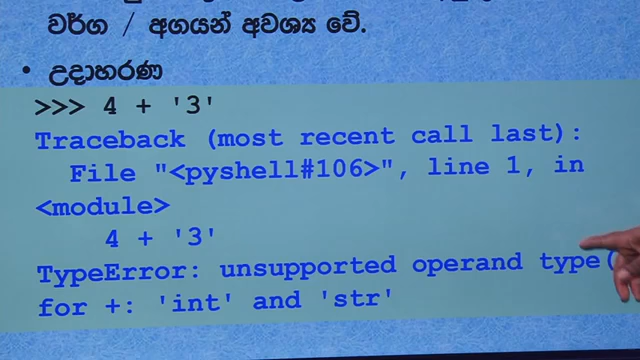 වර්ග / අගයන් අවශ්‍ය වේ.
• උදාහරණ
>>> 4 + '3'
Traceback (most recent call last):
File "<pyshell#106>", line 1, in
<module>
4 + '3'
TypeError: unsupported operand type(
for +: 'int' and 'str'